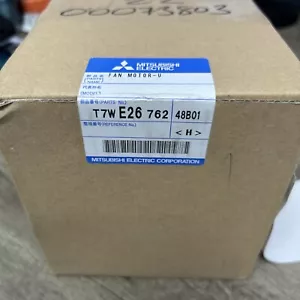 00073803
MITSUBISHI
ELECTRIC
FAN MOTOR-U
T7W E26 762 48B01
<H>
MITSUBISHI ELECTRIC CORPORATION